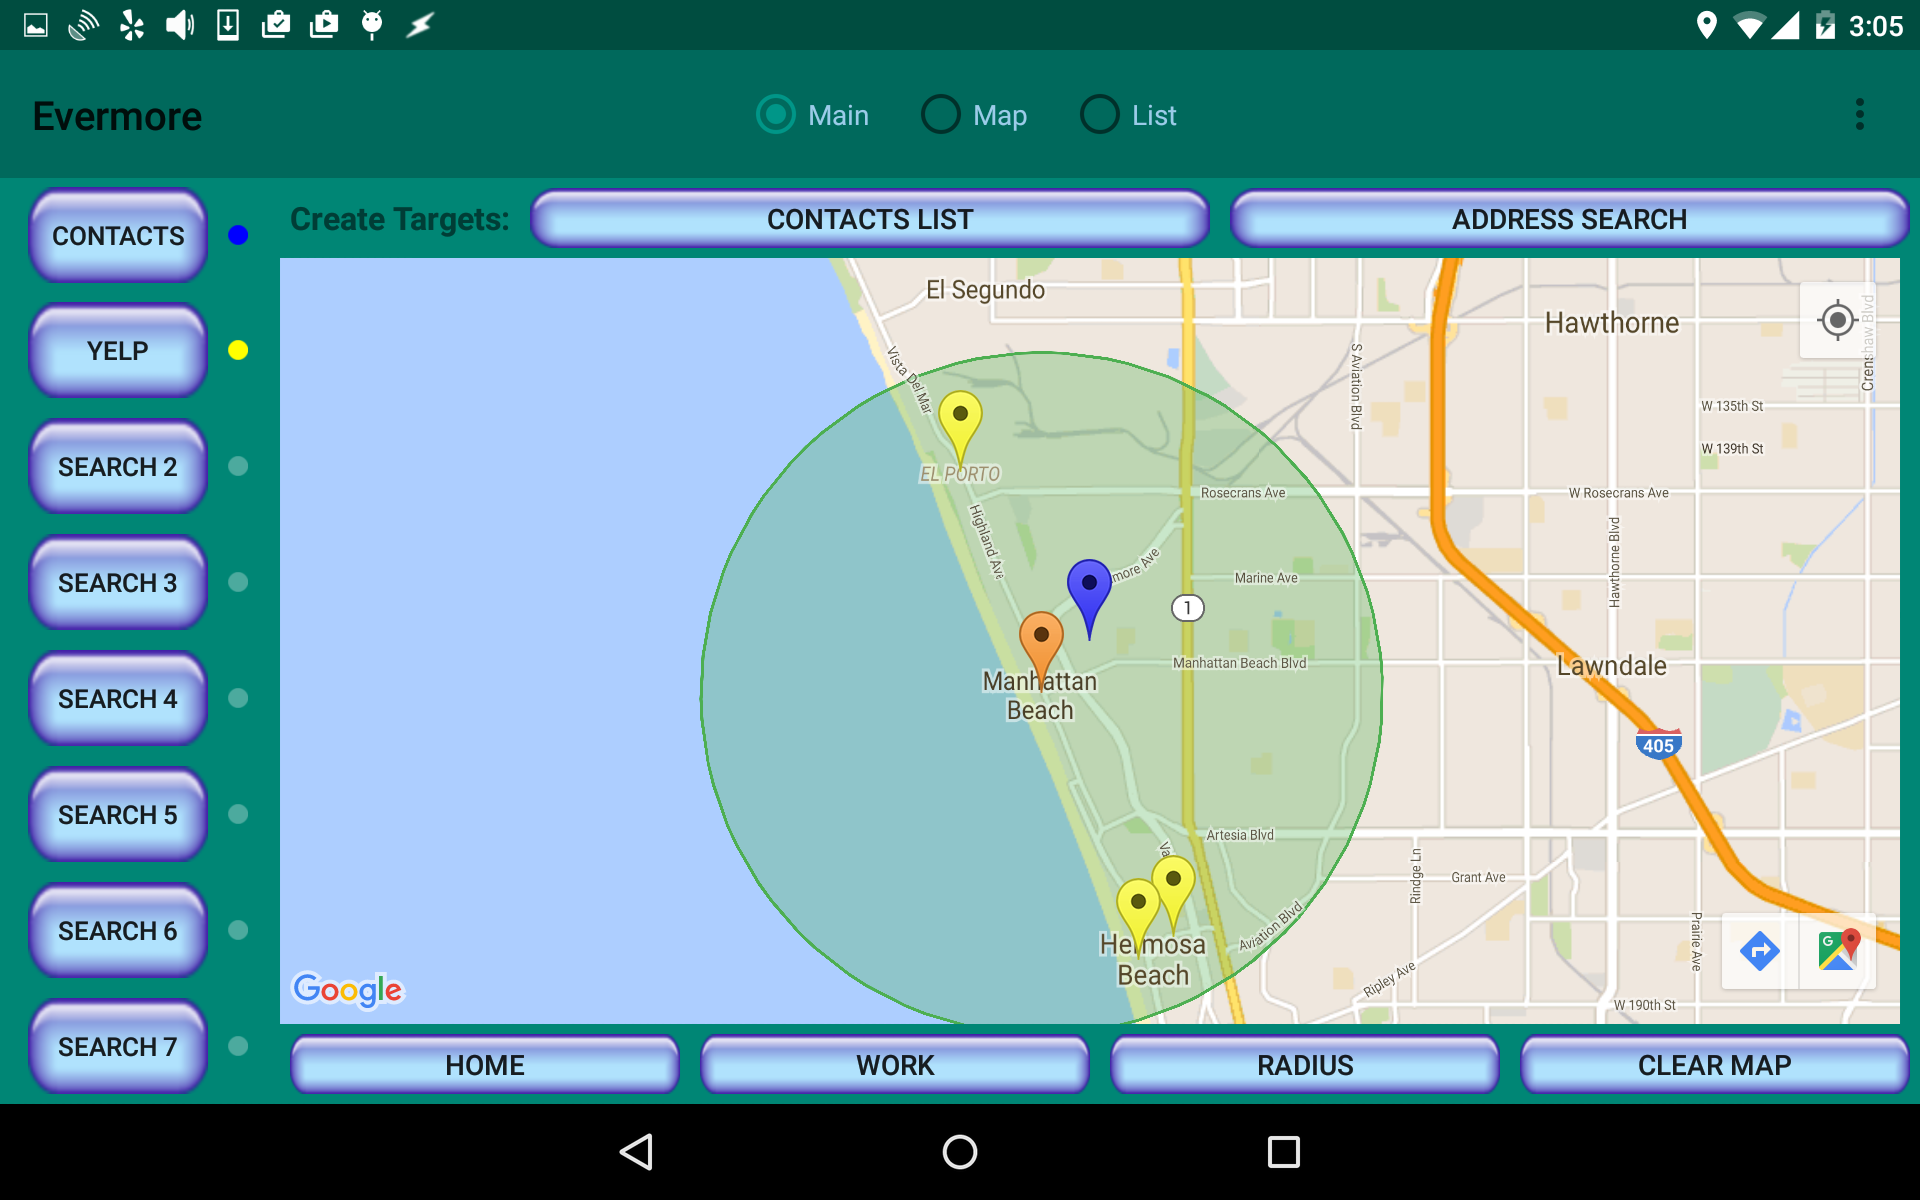 3:05
Evermore
Main
Map
List
CONTACTS
YELP
SEARCH 2
SEARCH 3
SEARCH 4
SEARCH 5
SEARCH 6
SEARCH 7
Create Targets:
CONTACTS LIST
ADDRESS SEARCH
El Segundo
Hawthorne
Crenshaw Blvd
Vista Del Mar
S Aviation Blvd
W 135th St
W 139th St
EL PORTO
Rosecrans Ave
W Rosecrans Ave
Highland Ave
more Ave
Marine Ave
Hawthorne Blvd
1
Manhattan Beach Blvd
Lawndale
Manhattan
Beach
405
Artesia Blvd
Va
Rindge Ln
Grant Ave
Aviation Blvd
Prairie Ave
Hermosa
Beach
Ripley Ave
W 190th St
Google
G
HOME
WORK
RADIUS
CLEAR MAP